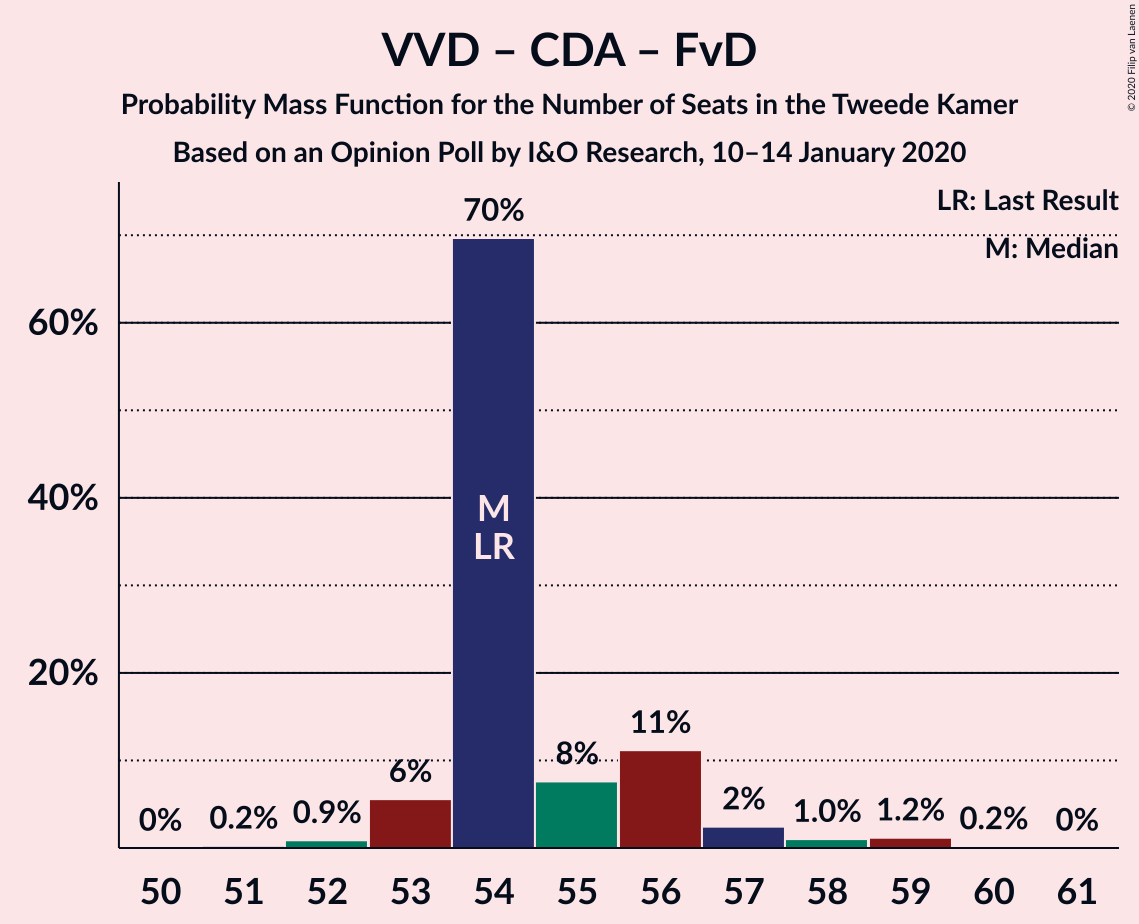 VVD – CDA – FvD
Probability Mass Function for the Number of Seats in the Tweede Kamer
Based on an Opinion Poll by I&O Research, 10–14 January 2020
© 2020 Filip van Laenen
LR: Last Result
M: Median
60%
40%
20%
0%
0.2%
0.9%
6%
70%
8%
11%
2%
1.0%
1.2%
0.2%
0%
M
LR
50 51 52 53 54 55 56 57 58 59 60 61